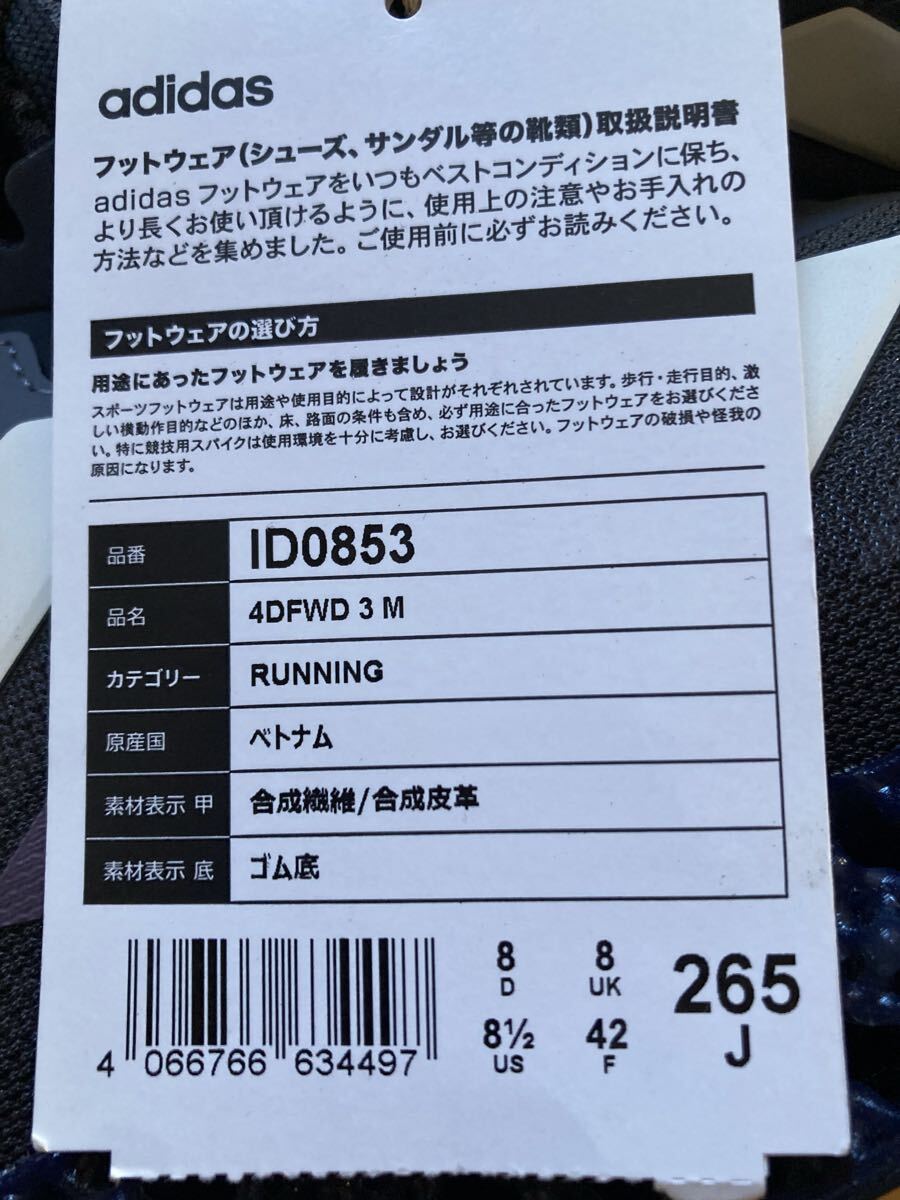 adidas
フットウェア(シューズ、サンダル等の靴類)取扱説明書
adidas フットウェアをいつもベストコンディションに保ち、
より長くお使い頂けるように、使用上の注意やお手入れの
方法などを集めました。ご使用前に必ずお読みください。
フットウェアの選び方
用途にあったフットウェアを履きましょう
スポーツフットウェアは用途や使用目的によって設計がそれぞれされています。歩行・走行目的、激
しい横動作目的などのほか、床、路面の条件も含め、必ず用途に合ったフットウェアをお選びくださ
い。特に競技用スパイクは使用環境を十分に考慮し、お選びください。フットウェアの破損や怪我の
原因になります。
品番 ID0853
品名 4DFWD 3 M
カテゴリー RUNNING
原産国 ベトナム
素材表示 甲 合成繊維/合成皮革
素材表示 底 ゴム底
8 8 265
D UK J
8½ 42
US F
4 066766 634497